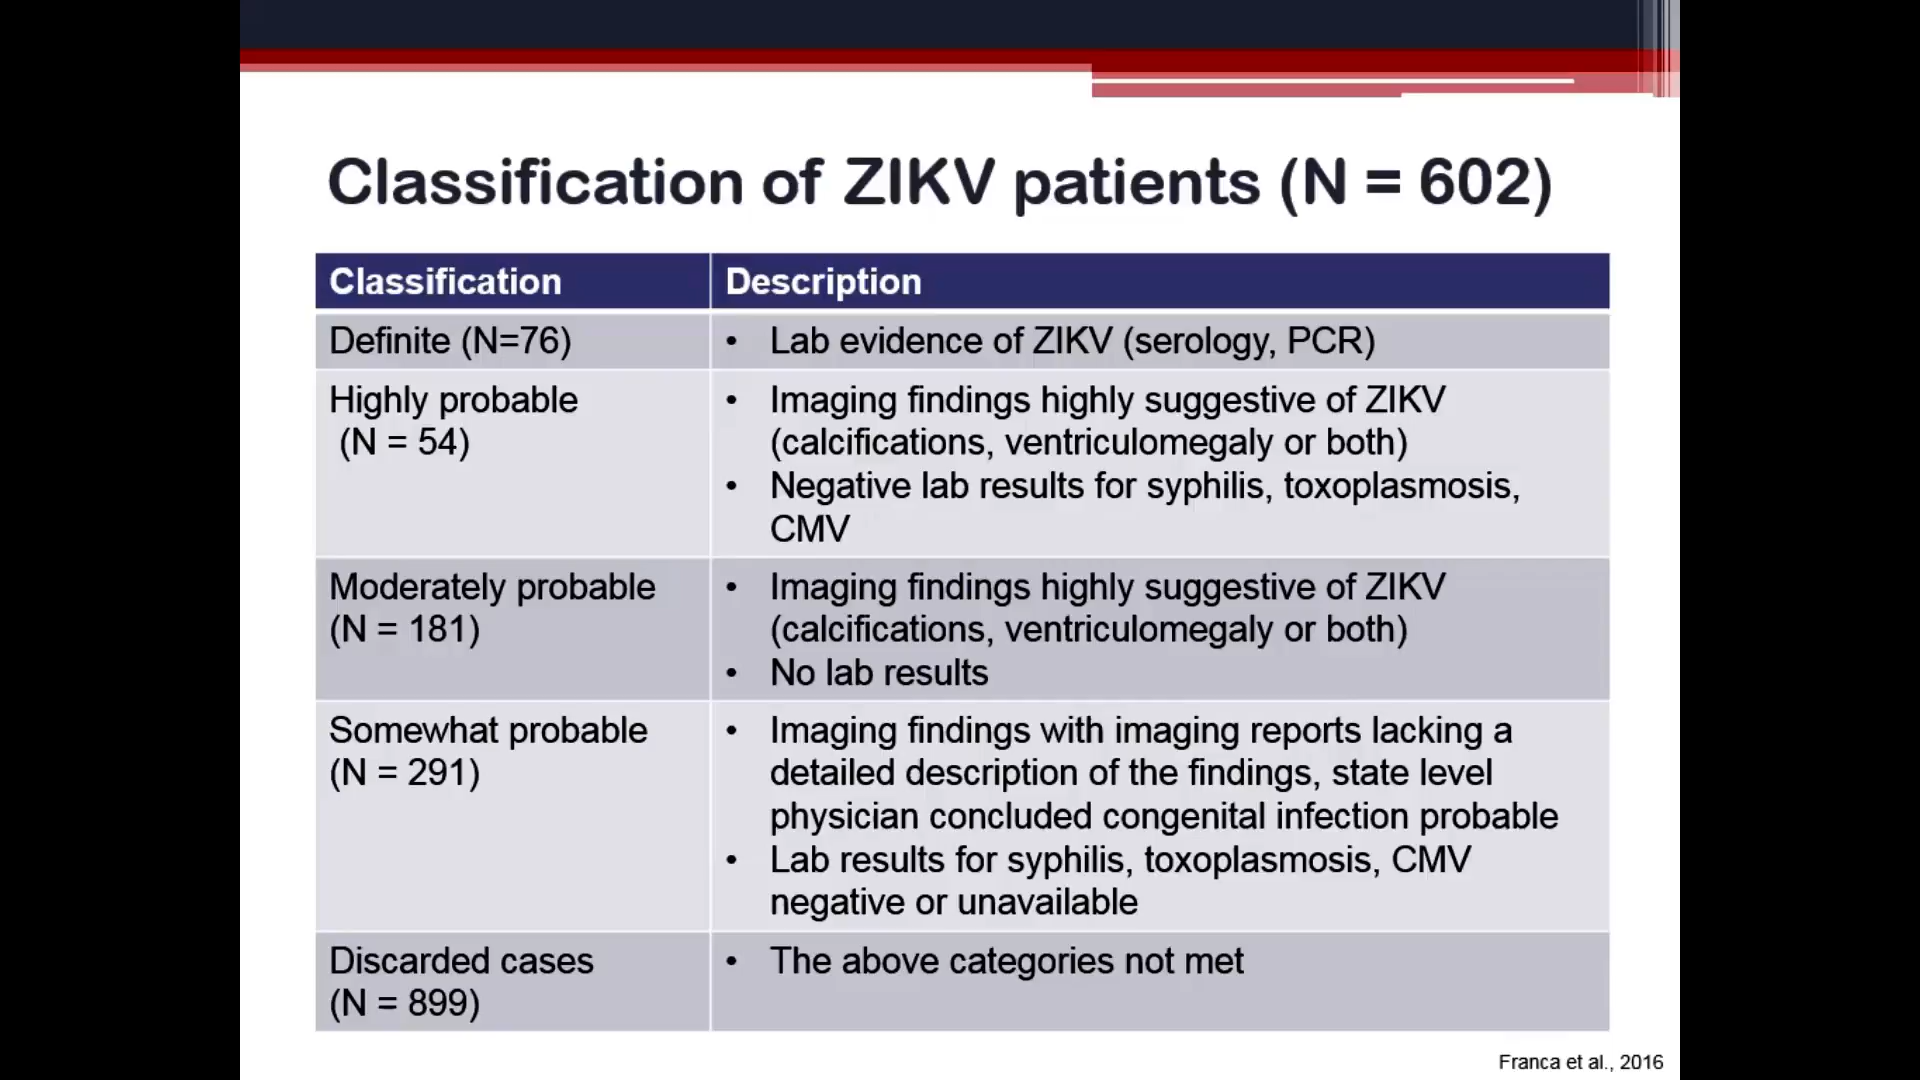 Classification of ZIKV patients (N = 602)
Classification
Description
Definite (N=76)
• Lab evidence of ZIKV (serology, PCR)
Highly probable
(N = 54)
• Imaging findings highly suggestive of ZIKV
(calcifications, ventriculomegaly or both)
• Negative lab results for syphilis, toxoplasmosis,
CMV
Moderately probable
(N = 181)
• Imaging findings highly suggestive of ZIKV
(calcifications, ventriculomegaly or both)
• No lab results
Somewhat probable
(N = 291)
• Imaging findings with imaging reports lacking a
detailed description of the findings, state level
physician concluded congenital infection probable
• Lab results for syphilis, toxoplasmosis, CMV
negative or unavailable
Discarded cases
(N = 899)
• The above categories not met
Franca et al., 2016